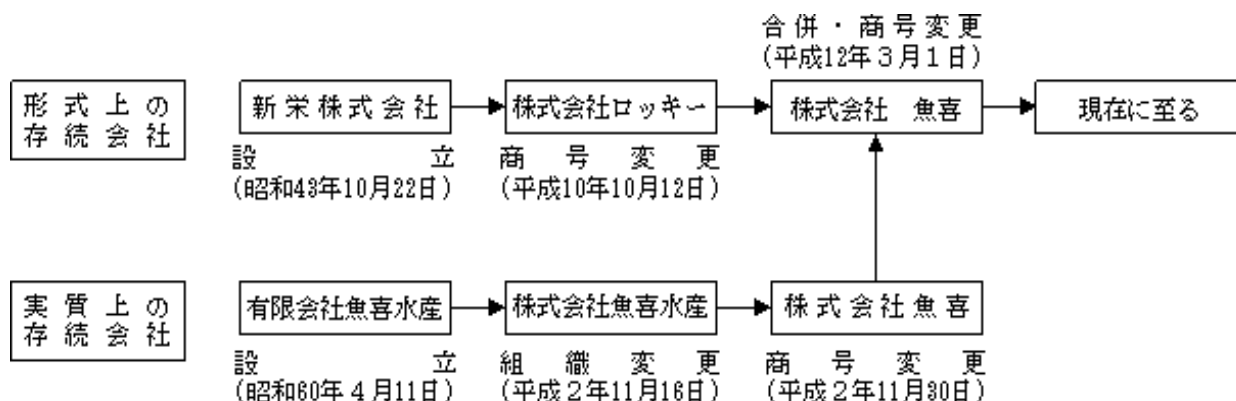 合併・商号変更
(平成12年3月1日)
形式上の
存続会社
新栄株式会社
株式会社ロッキー
株式会社 魚喜
現在に至る
設立
(昭和43年10月22日)
商号変更
(平成10年10月12日)
実質上の
存続会社
有限会社魚喜水産
株式会社魚喜水産
株式会社魚喜
設立
(昭和60年4月11日)
組織変更
(平成2年11月16日)
商号変更
(平成2年11月30日)